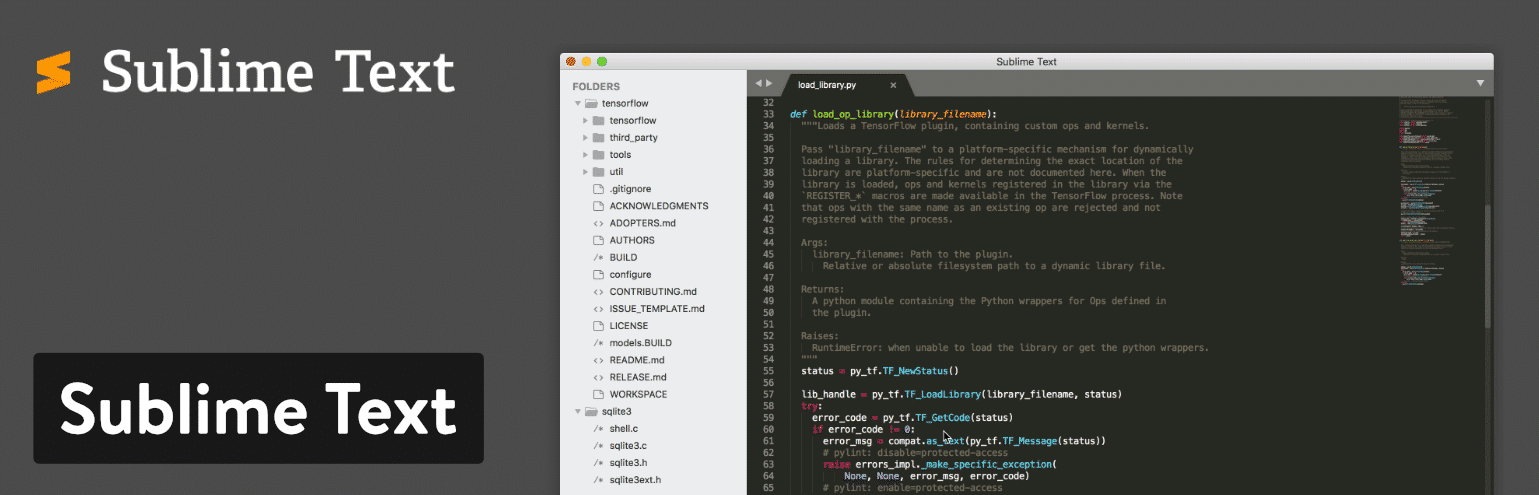 Sublime Text
Sublime Text
Sublime Text
FOLDERS
tensorflow
tensorflow
third_party
tools
util
.gitignore
ACKNOWLEDGMENTS
<> ADOPTERS.md
AUTHORS
/* BUILD
configure
<> CONTRIBUTING.md
<> ISSUE_TEMPLATE.md
LICENSE
/* models.BUILD
<> README.md
<> RELEASE.md
WORKSPACE
sqlite3
/* shell.c
/* sqlite3.c
/* sqlite3.h
/* sqlite3ext.h
load_library.py ×
32
33 def load_op_library(library_filename):
34 """Loads a TensorFlow plugin, containing custom ops and kernels.
35
36 Pass "library_filename" to a platform-specific mechanism for dynamically
37 loading a library. The rules for determining the exact location of the
38 library are platform-specific and are not documented here. When the
39 library is loaded, ops and kernels registered in the library via the
40 `REGISTER_*` macros are made available in the TensorFlow process. Note
41 that ops with the same name as an existing op are rejected and not
42 registered with the process.
43
44 Args:
45 library_filename: Path to the plugin.
46 Relative or absolute filesystem path to a dynamic library file.
47
48 Returns:
49 A python module containing the Python wrappers for Ops defined in
50 the plugin.
51
52 Raises:
53 RuntimeError: when unable to load the library or get the python wrappers.
54 """
55 status = py_tf.TF_NewStatus()
56
57 lib_handle = py_tf.TF_LoadLibrary(library_filename, status)
58 try:
59 error_code = py_tf.TF_GetCode(status)
60 if error_code != 0:
61 error_msg = compat.as_text(py_tf.TF_Message(status))
62 # pylint: disable=protected-access
63 raise errors_impl._make_specific_exception(
64 None, None, error_msg, error_code)
65 # pylint: enable=protected-access